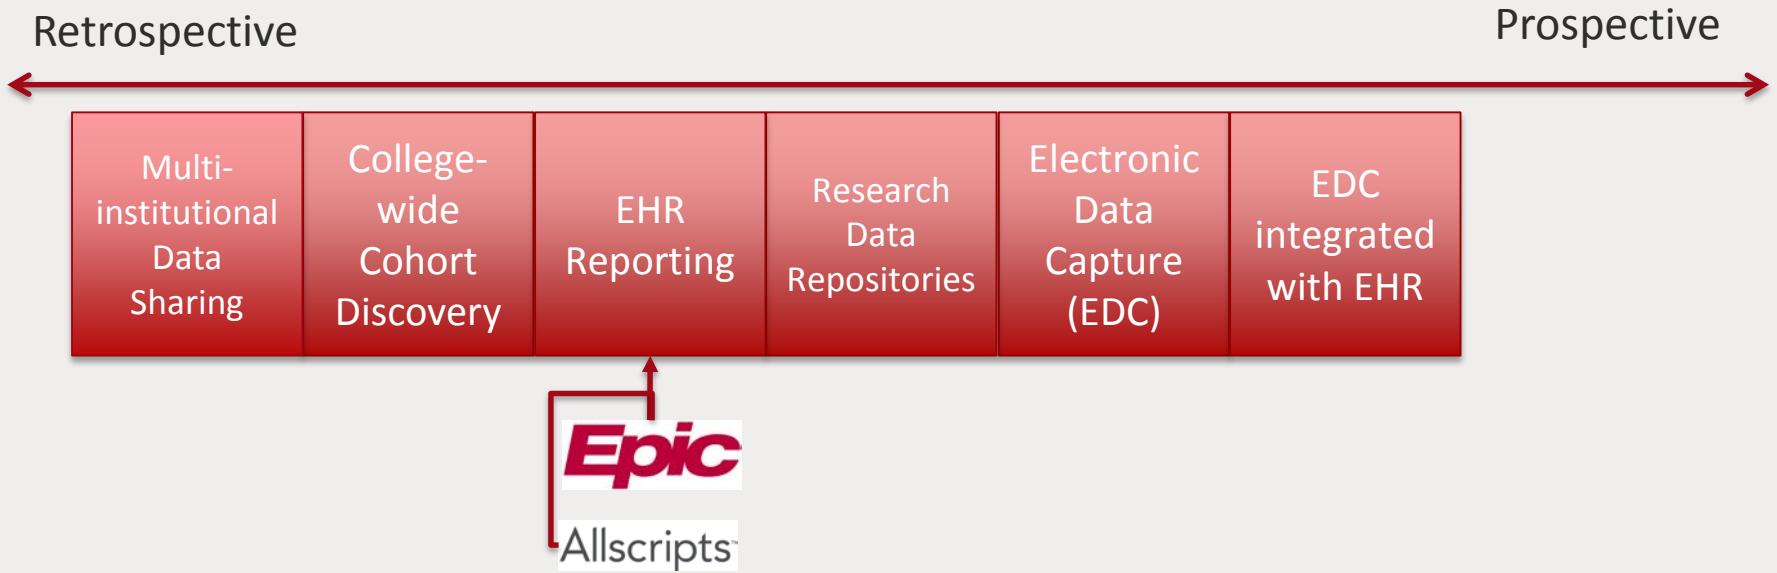 Retrospective
Prospective
Multi-
institutional
Data
Sharing
College-
wide
Cohort
Discovery
EHR
Reporting
Research
Data
Repositories
Electronic
Data
Capture
(EDC)
EDC
integrated
with EHR
Epic
Allscripts™